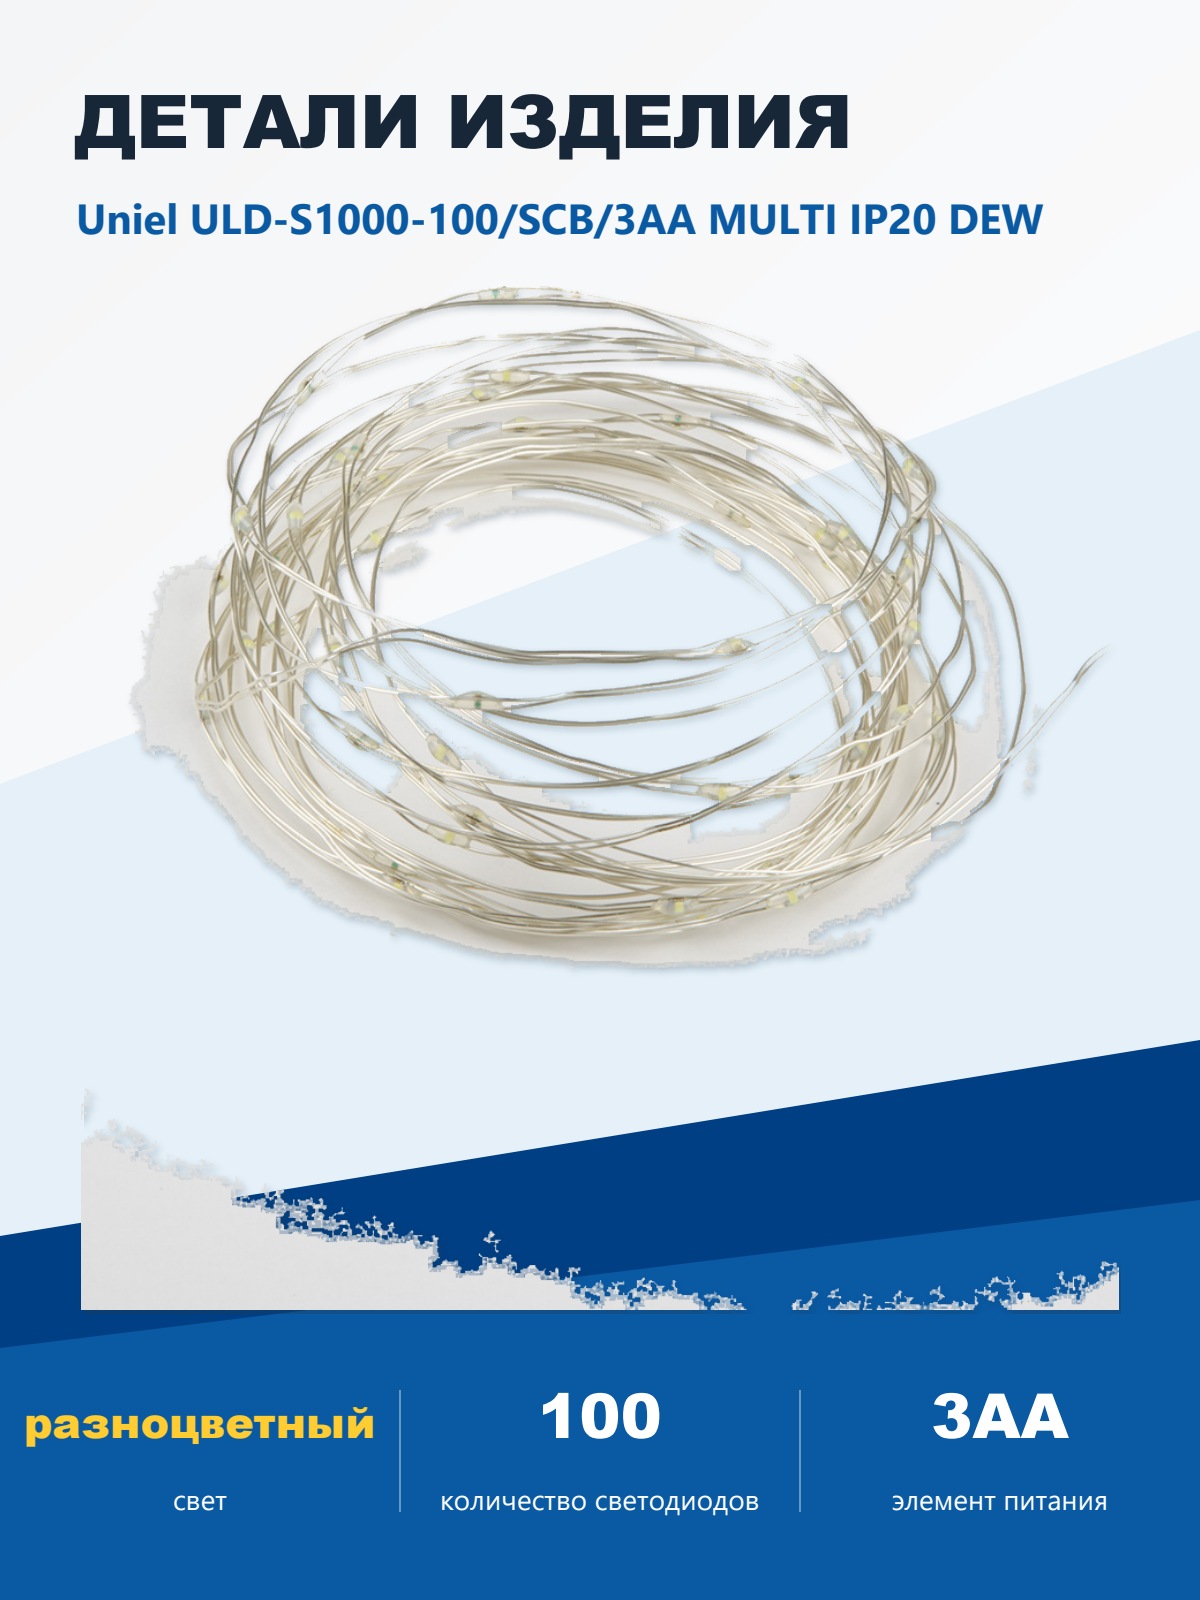 ДЕТАЛИ ИЗДЕЛИЯ
Uniel ULD-S1000-100/SCB/3AA MULTI IP20 DEW
разноцветный
свет
100
количество светодиодов
3AA
элемент питания